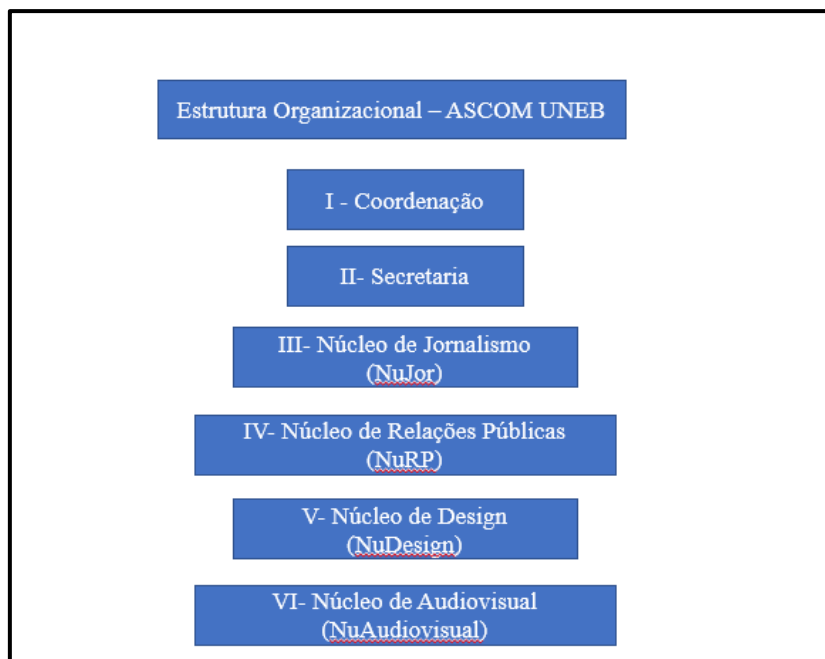 Estrutura Organizacional – ASCOM UNEB
I - Coordenação
II- Secretaria
III- Núcleo de Jornalismo
(NuJor)
IV- Núcleo de Relações Públicas
(NuRP)
V- Núcleo de Design
(NuDesign)
VI- Núcleo de Audiovisual
(NuAudiovisual)